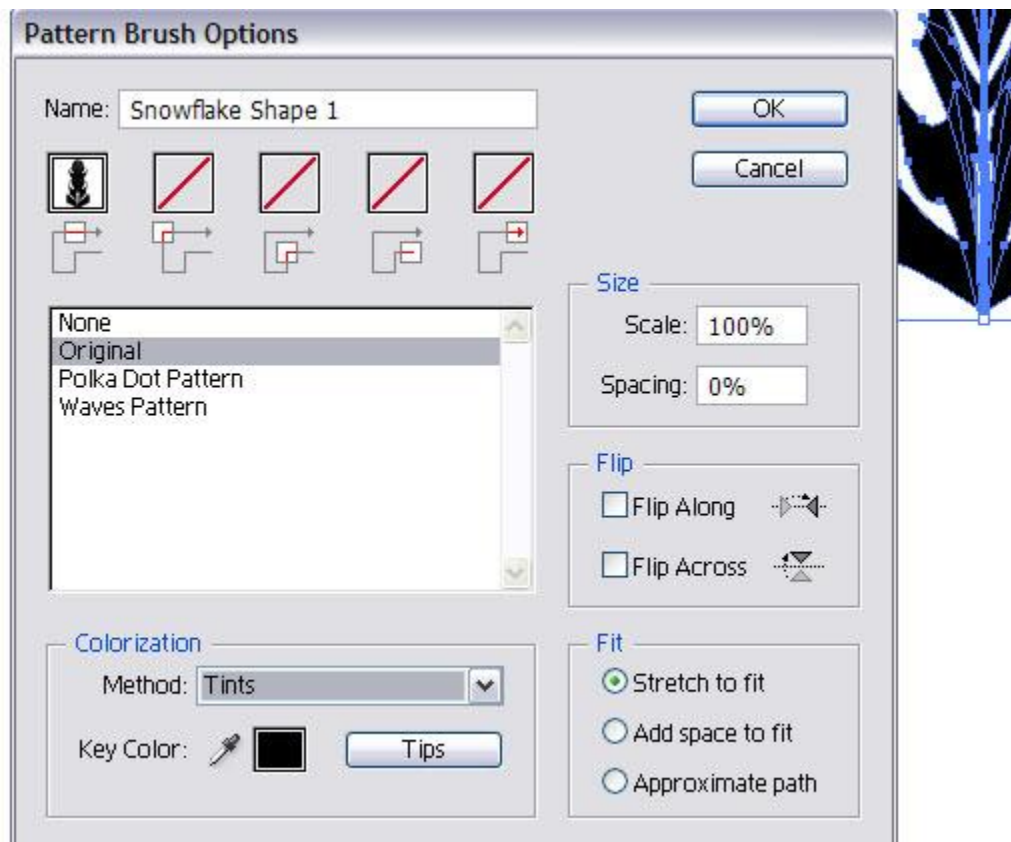 Pattern Brush Options
Name: Snowflake Shape 1
OK
Cancel
None
Original
Polka Dot Pattern
Waves Pattern
Size
Scale: 100%
Spacing: 0%
Flip
Flip Along
Flip Across
Colorization
Method: Tints
Key Color:
Tips
Fit
Stretch to fit
Add space to fit
Approximate path